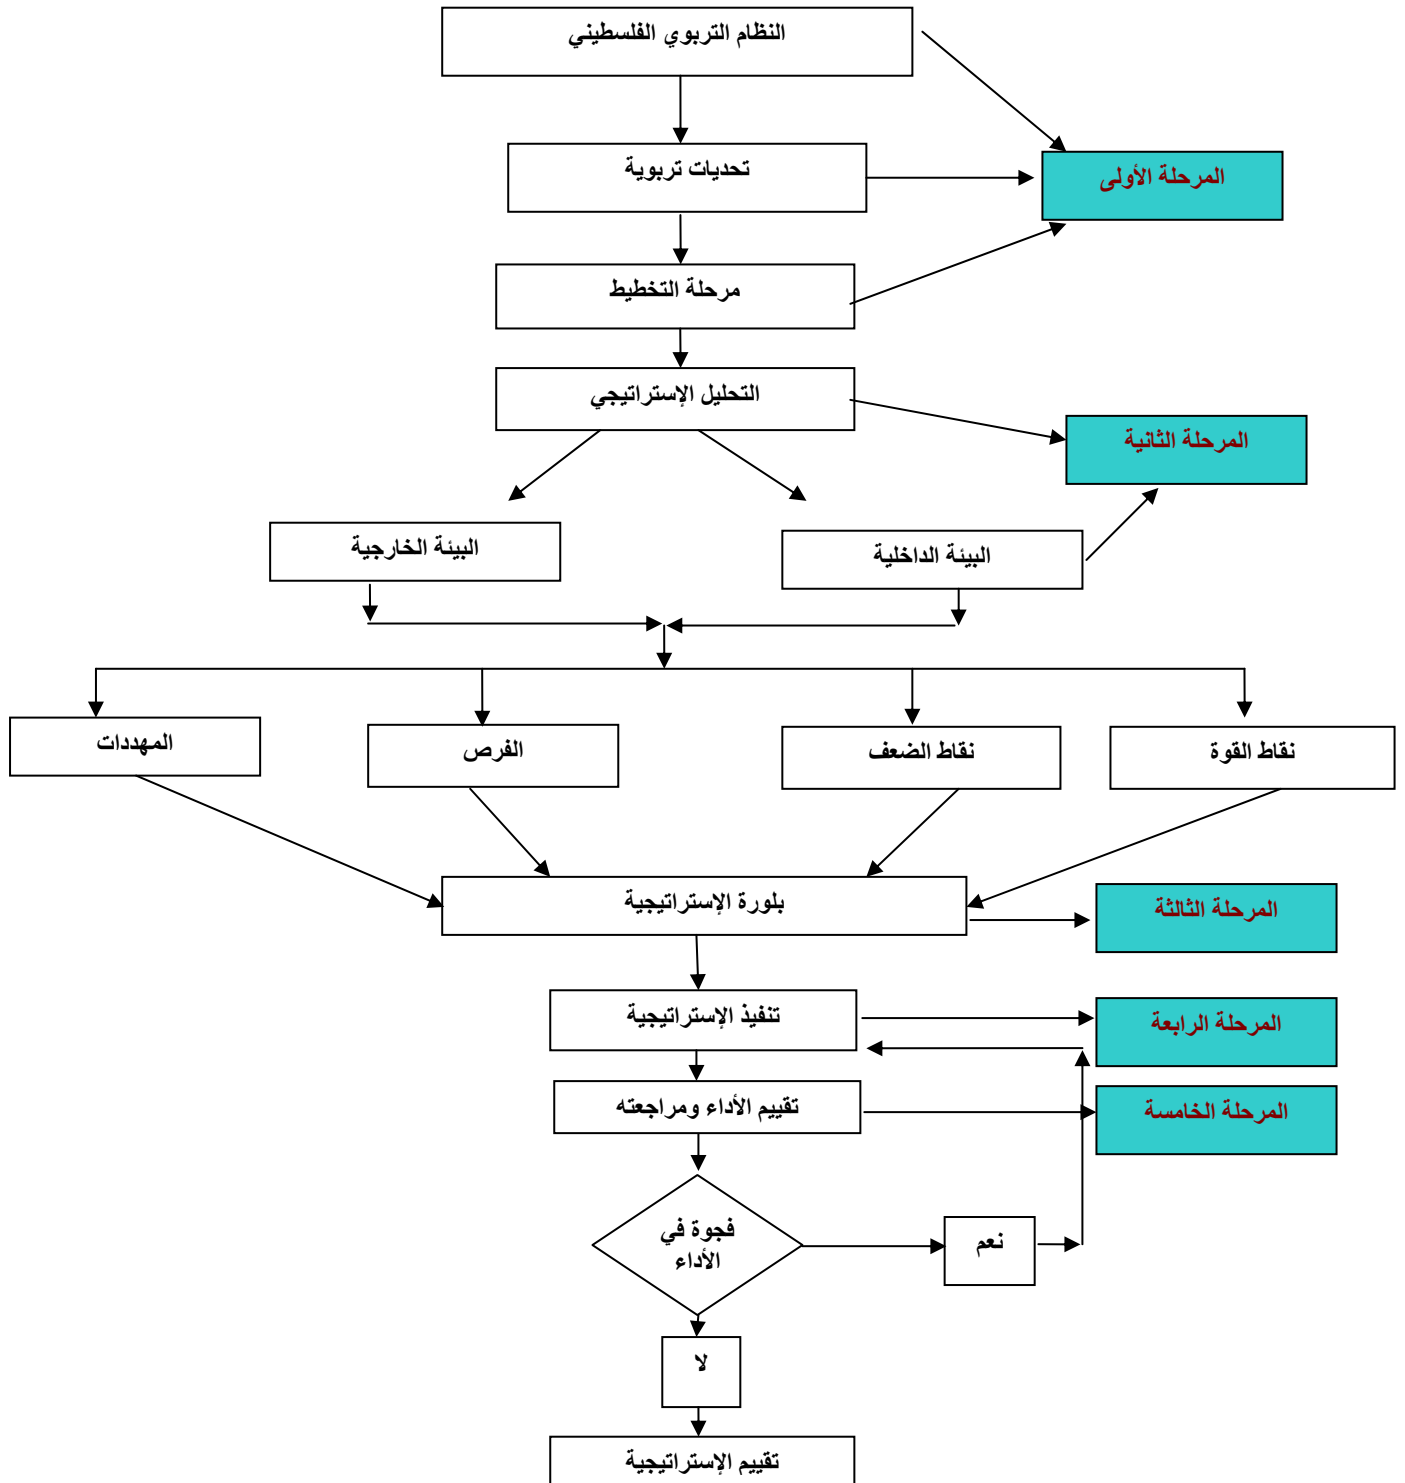 النظام التربوي الفلسطيني
تحديات تربوية
المرحلة الأولى
مرحلة التخطيط
التحليل الإستراتيجي
المرحلة الثانية
البيئة الداخلية
البيئة الخارجية
نقاط القوة
نقاط الضعف
الفرص
المهددات
بلورة الإستراتيجية
المرحلة الثالثة
تنفيذ الإستراتيجية
المرحلة الرابعة
تقييم الأداء ومراجعته
المرحلة الخامسة
فجوة في
الأداء
نعم
لا
تقييم الإستراتيجية